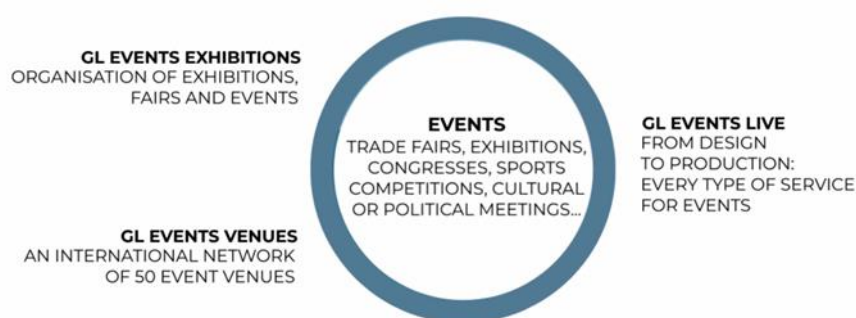 GL EVENTS EXHIBITIONS
ORGANISATION OF EXHIBITIONS,
FAIRS AND EVENTS
GL EVENTS VENUES
AN INTERNATIONAL NETWORK
OF 50 EVENT VENUES
EVENTS
TRADE FAIRS, EXHIBITIONS,
CONGRESSES, SPORTS
COMPETITIONS, CULTURAL
OR POLITICAL MEETINGS...
GL EVENTS LIVE
FROM DESIGN
TO PRODUCTION:
EVERY TYPE OF SERVICE
FOR EVENTS